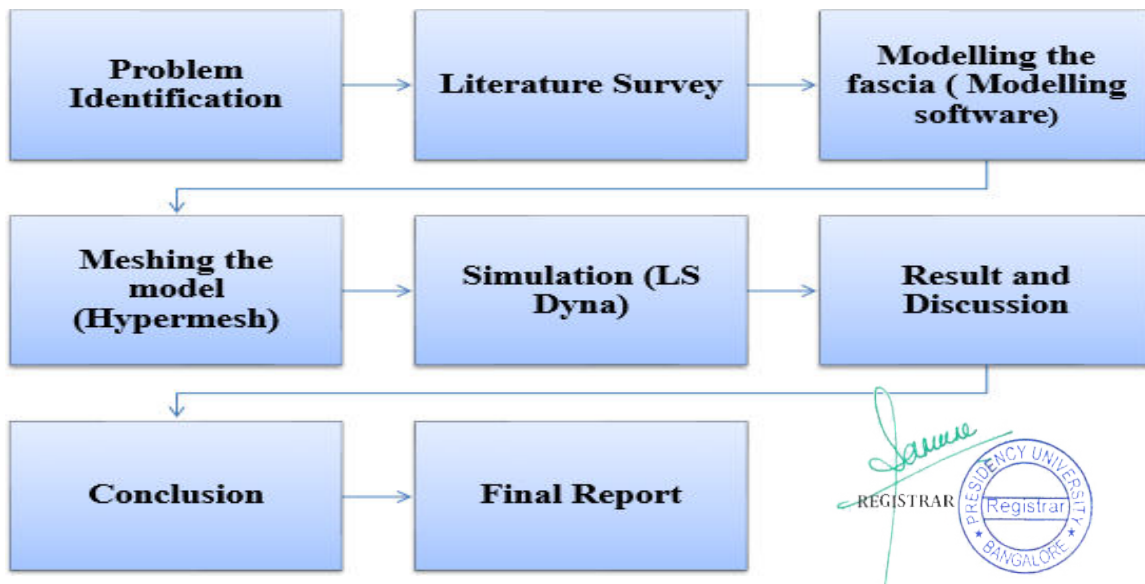 Problem
Identification
Literature Survey
Modelling the
fascia ( Modelling
software)
Meshing the
model
(Hypermesh)
Simulation (LS
Dyna)
Result and
Discussion
Conclusion
Final Report
REGISTRAR
PRESIDENCY UNIVERSITY
Registrar
★ BANGALORE ★